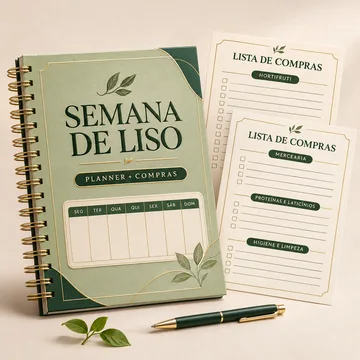 SEMANA
DE LISO
PLANNER + COMPRAS
SEG TER QUA QUI SEX SÁB DOM
LISTA DE COMPRAS
HORTIFRUTI
LISTA DE COMPRAS
MERCEARIA
PROTEÍNAS E LATICÍNIOS
HIGIENE E LIMPEZA